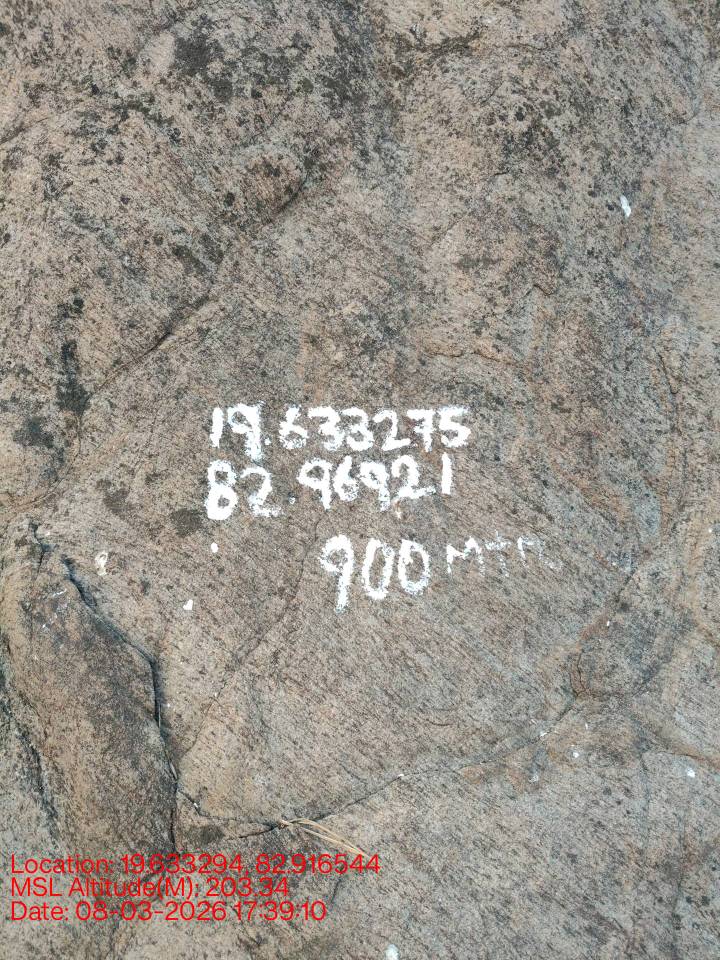 19.633275
82.96921
900 Mtr
Location: 19.633294, 82.916544
MSL Altitude(M): 203.34
Date: 08-03-2026 17:39:10